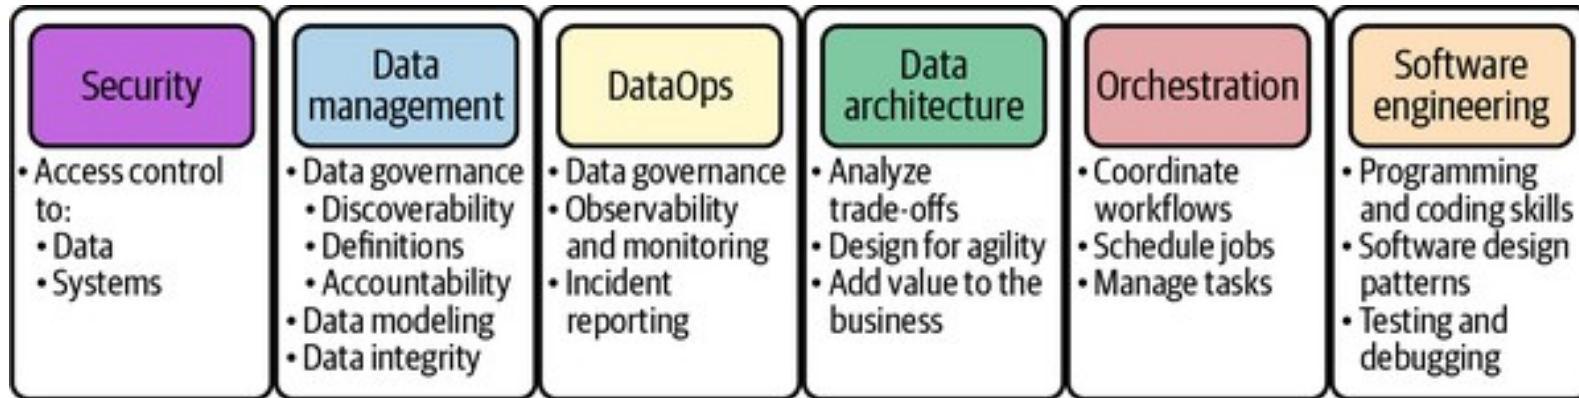 Security
• Access control
to:
• Data
• Systems
Data
management
• Data governance
• Discoverability
• Definitions
• Accountability
• Data modeling
• Data integrity
DataOps
• Data governance
• Observability
and monitoring
• Incident
reporting
Data
architecture
• Analyze
trade-offs
• Design for agility
• Add value to the
business
Orchestration
• Coordinate
workflows
• Schedule jobs
• Manage tasks
Software
engineering
• Programming
and coding skills
• Software design
patterns
• Testing and
debugging